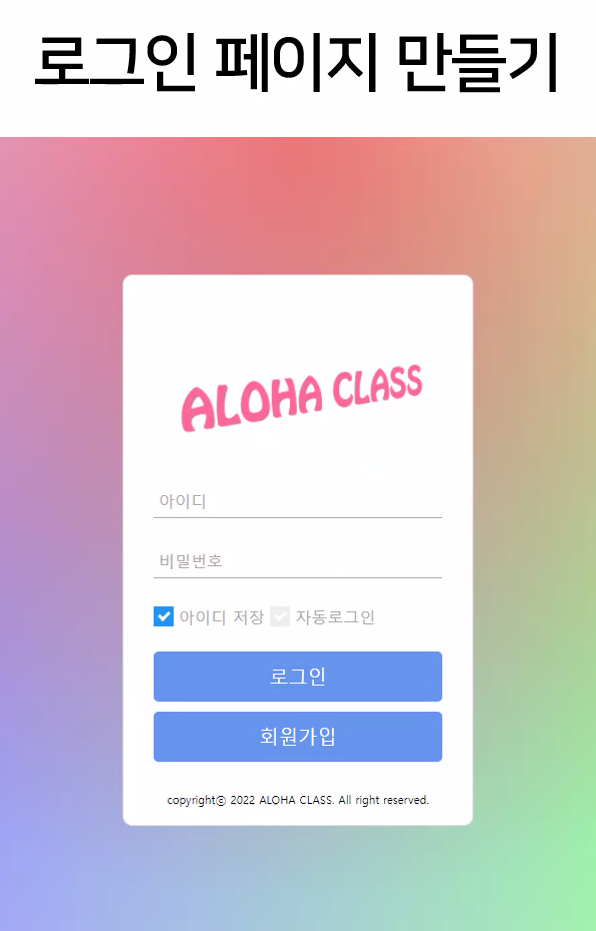 로그인 페이지 만들기
ALOHA CLASS
아이디
비밀번호
아이디 저장 자동로그인
로그인
회원가입
copyrightⓒ 2022 ALOHA CLASS. All right reserved.